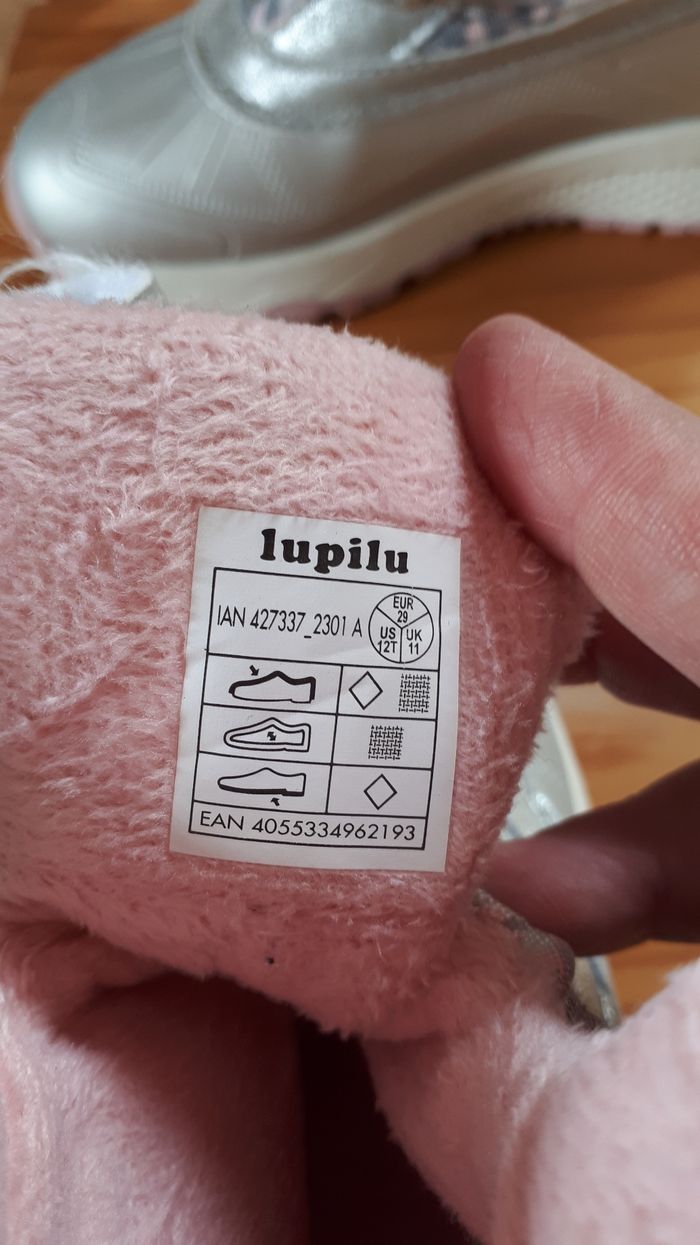 lupilu
IAN 427337_2301 A
EUR
29
US
12T
UK
11
EAN 4055334962193